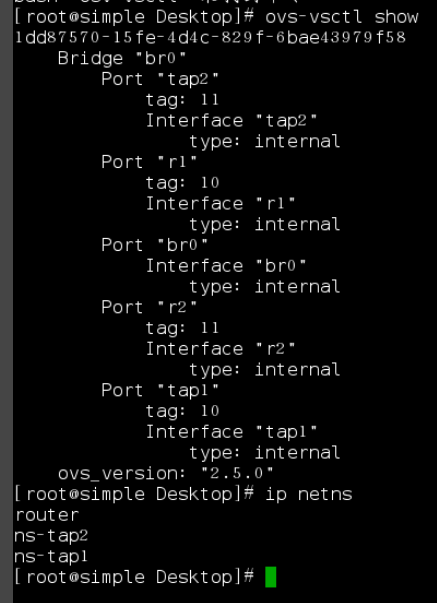 [root@simple Desktop]# ovs-vsctl show
1dd87570-15fe-4d4c-829f-6bae43979f58
    Bridge "br0"
        Port "tap2"
            tag: 11
            Interface "tap2"
                type: internal
        Port "r1"
            tag: 10
            Interface "r1"
                type: internal
        Port "br0"
            Interface "br0"
                type: internal
        Port "r2"
            tag: 11
            Interface "r2"
                type: internal
        Port "tap1"
            tag: 10
            Interface "tap1"
                type: internal
    ovs_version: "2.5.0"
[root@simple Desktop]# ip netns
router
ns-tap2
ns-tap1
[root@simple Desktop]#